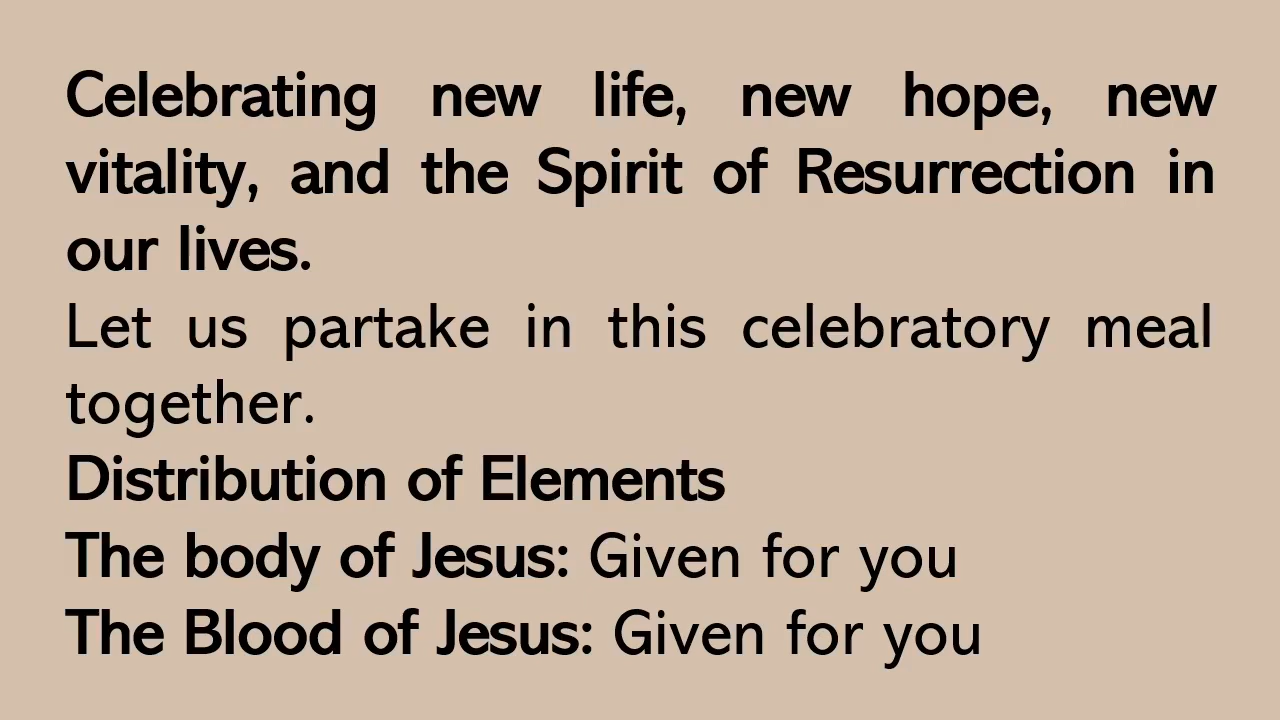 Celebrating new life, new hope, new
vitality, and the Spirit of Resurrection in
our lives.
Let us partake in this celebratory meal
together.
Distribution of Elements
The body of Jesus: Given for you
The Blood of Jesus: Given for you